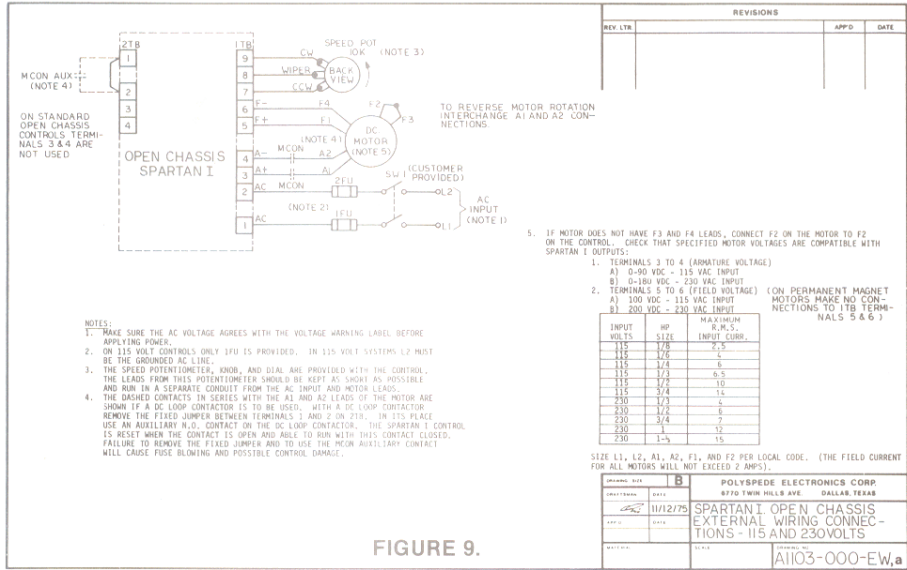 REVISIONS
REV. LTR. APP'D DATE
2TB
1
2
3
4
1TB
9
8
7
6
5
4
3
2
1
M CON AUX
(NOTE 4)
ON STANDARD
OPEN CHASSIS
CONTROLS TERMI-
NALS 3 & 4 ARE
NOT USED
OPEN CHASSIS
SPARTAN I
SPEED POT
10K (NOTE 3)
CW
WIPER
CCW
BACK
VIEW
F- F4
F+ F1
F2
F3
D.C.
MOTOR
(NOTE 5)
(NOTE 4)
MCON
A- A2
A+ A1
MCON
TO REVERSE MOTOR ROTATION
INTERCHANGE A1 AND A2 CON-
NECTIONS
AC 2FU SW1 (CUSTOMER
PROVIDED)
L2
AC
INPUT
(NOTE 1)
(NOTE 2)
AC 1FU L1
5. IF MOTOR DOES NOT HAVE F3 AND F4 LEADS, CONNECT F2 ON THE MOTOR TO F2
ON THE CONTROL. CHECK THAT SPECIFIED MOTOR VOLTAGES ARE COMPATIBLE WITH
SPARTAN I OUTPUTS:
1. TERMINALS 3 TO 4 (ARMATURE VOLTAGE)
A) 0-90 VDC - 115 VAC INPUT
B) 0-180 VDC - 230 VAC INPUT
2. TERMINALS 5 TO 6 (FIELD VOLTAGE)
A) 100 VDC - 115 VAC INPUT
B) 200 VDC - 230 VAC INPUT
(ON PERMANENT MAGNET
MOTORS MAKE NO CON-
NECTIONS TO 1TB TERMI-
NALS 5 & 6)
INPUT VOLTS HP SIZE MAXIMUM R.M.S. INPUT CURR.
115 1/8 2.5
115 1/6 4
115 1/4 6
115 1/3 6.5
115 1/2 10
115 3/4 14
230 1/3 4
230 1/2 6
230 3/4 7
230 1 12
230 1-½ 15
SIZE L1, L2, A1, A2, F1, AND F2 PER LOCAL CODE. (THE FIELD CURRENT
FOR ALL MOTORS WILL NOT EXCEED 2 AMPS).
NOTES:
1. MAKE SURE THE AC VOLTAGE AGREES WITH THE VOLTAGE WARNING LABEL BEFORE
APPLYING POWER.
2. ON 115 VOLT CONTROLS ONLY 1FU IS PROVIDED. IN 115 VOLT SYSTEMS L2 MUST
BE THE GROUNDED AC LINE.
3. THE SPEED POTENTIOMETER, KNOB, AND DIAL ARE PROVIDED WITH THE CONTROL.
THE LEADS FROM THIS POTENTIOMETER SHOULD BE KEPT AS SHORT AS POSSIBLE
AND RUN IN A SEPARATE CONDUIT FROM THE AC INPUT AND MOTOR LEADS.
4. THE DASHED CONTACTS IN SERIES WITH THE A1 AND A2 LEADS OF THE MOTOR ARE
SHOWN IF A DC LOOP CONTACTOR IS TO BE USED. WITH A DC LOOP CONTACTOR
REMOVE THE FIXED JUMPER BETWEEN TERMINALS 1 AND 2 ON 2TB. IN ITS PLACE
USE AN AUXILIARY N.O. CONTACT ON THE DC LOOP CONTACTOR. THE SPARTAN I CONTROL
IS RESET WHEN THE CONTACT IS OPEN AND ABLE TO RUN WITH THIS CONTACT CLOSED.
FAILURE TO REMOVE THE FIXED JUMPER AND TO USE THE MCON AUXILIARY CONTACT
WILL CAUSE FUSE BLOWING AND POSSIBLE CONTROL DAMAGE.
FIGURE 9.
DRAWING SIZE B
POLYSPEDE ELECTRONICS CORP.
6770 TWIN HILLS AVE. DALLAS, TEXAS
DRAFTSMAN DATE
11/12/75
APP'D DATE
SPARTAN I. OPEN CHASSIS
EXTERNAL WIRING CONNEC-
TIONS - 115 AND 230 VOLTS
SCALE
DRAWING NO.
A1103-000-EW,a